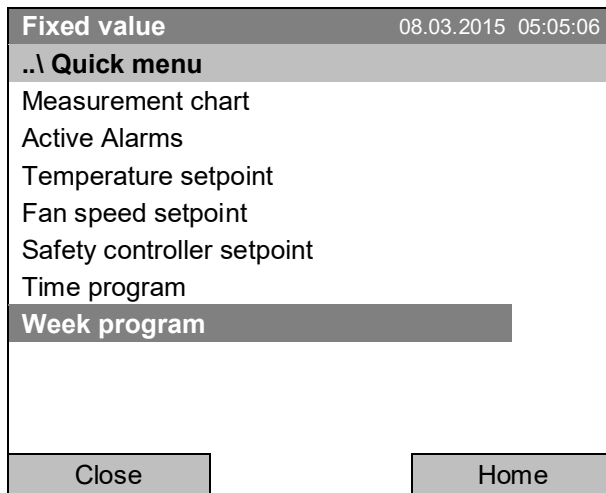 Fixed value 08.03.2015 05:05:06
..\ Quick menu
Measurement chart
Active Alarms
Temperature setpoint
Fan speed setpoint
Safety controller setpoint
Time program
Week program
Close Home